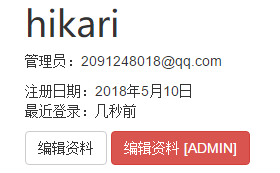 hikari
管理员：2091248018@qq.com
注册日期：2018年5月10日
最近登录：几秒前
编辑资料 编辑资料 [ADMIN]